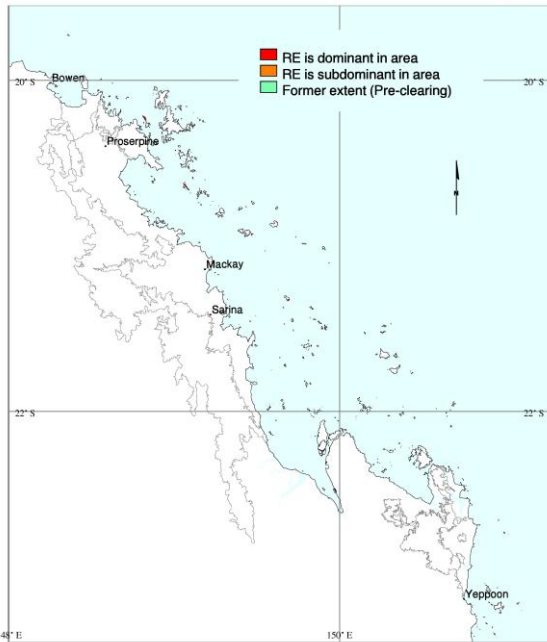 RE is dominant in area
RE is subdominant in area
Former extent (Pre-clearing)
20° S
20° S
Bowen
Proserpine
N
Mackay
Sarina
22° S
22° S
Yeppoon
48° E
150° E